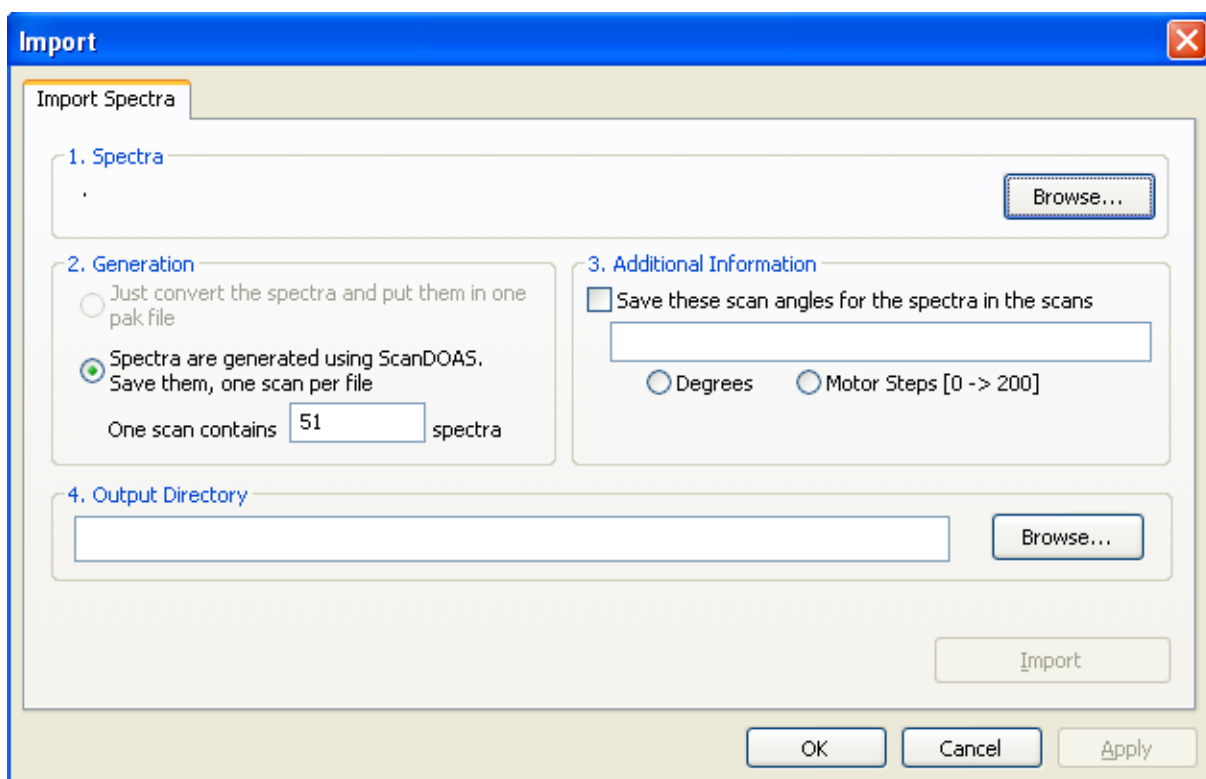 Import
Import Spectra
1. Spectra
.
Browse...
2. Generation
Just convert the spectra and put them in one
pak file
Spectra are generated using ScanDOAS.
Save them, one scan per file
One scan contains 51 spectra
3. Additional Information
Save these scan angles for the spectra in the scans
Degrees Motor Steps [0 -> 200]
4. Output Directory
Browse...
Import
OK Cancel Apply